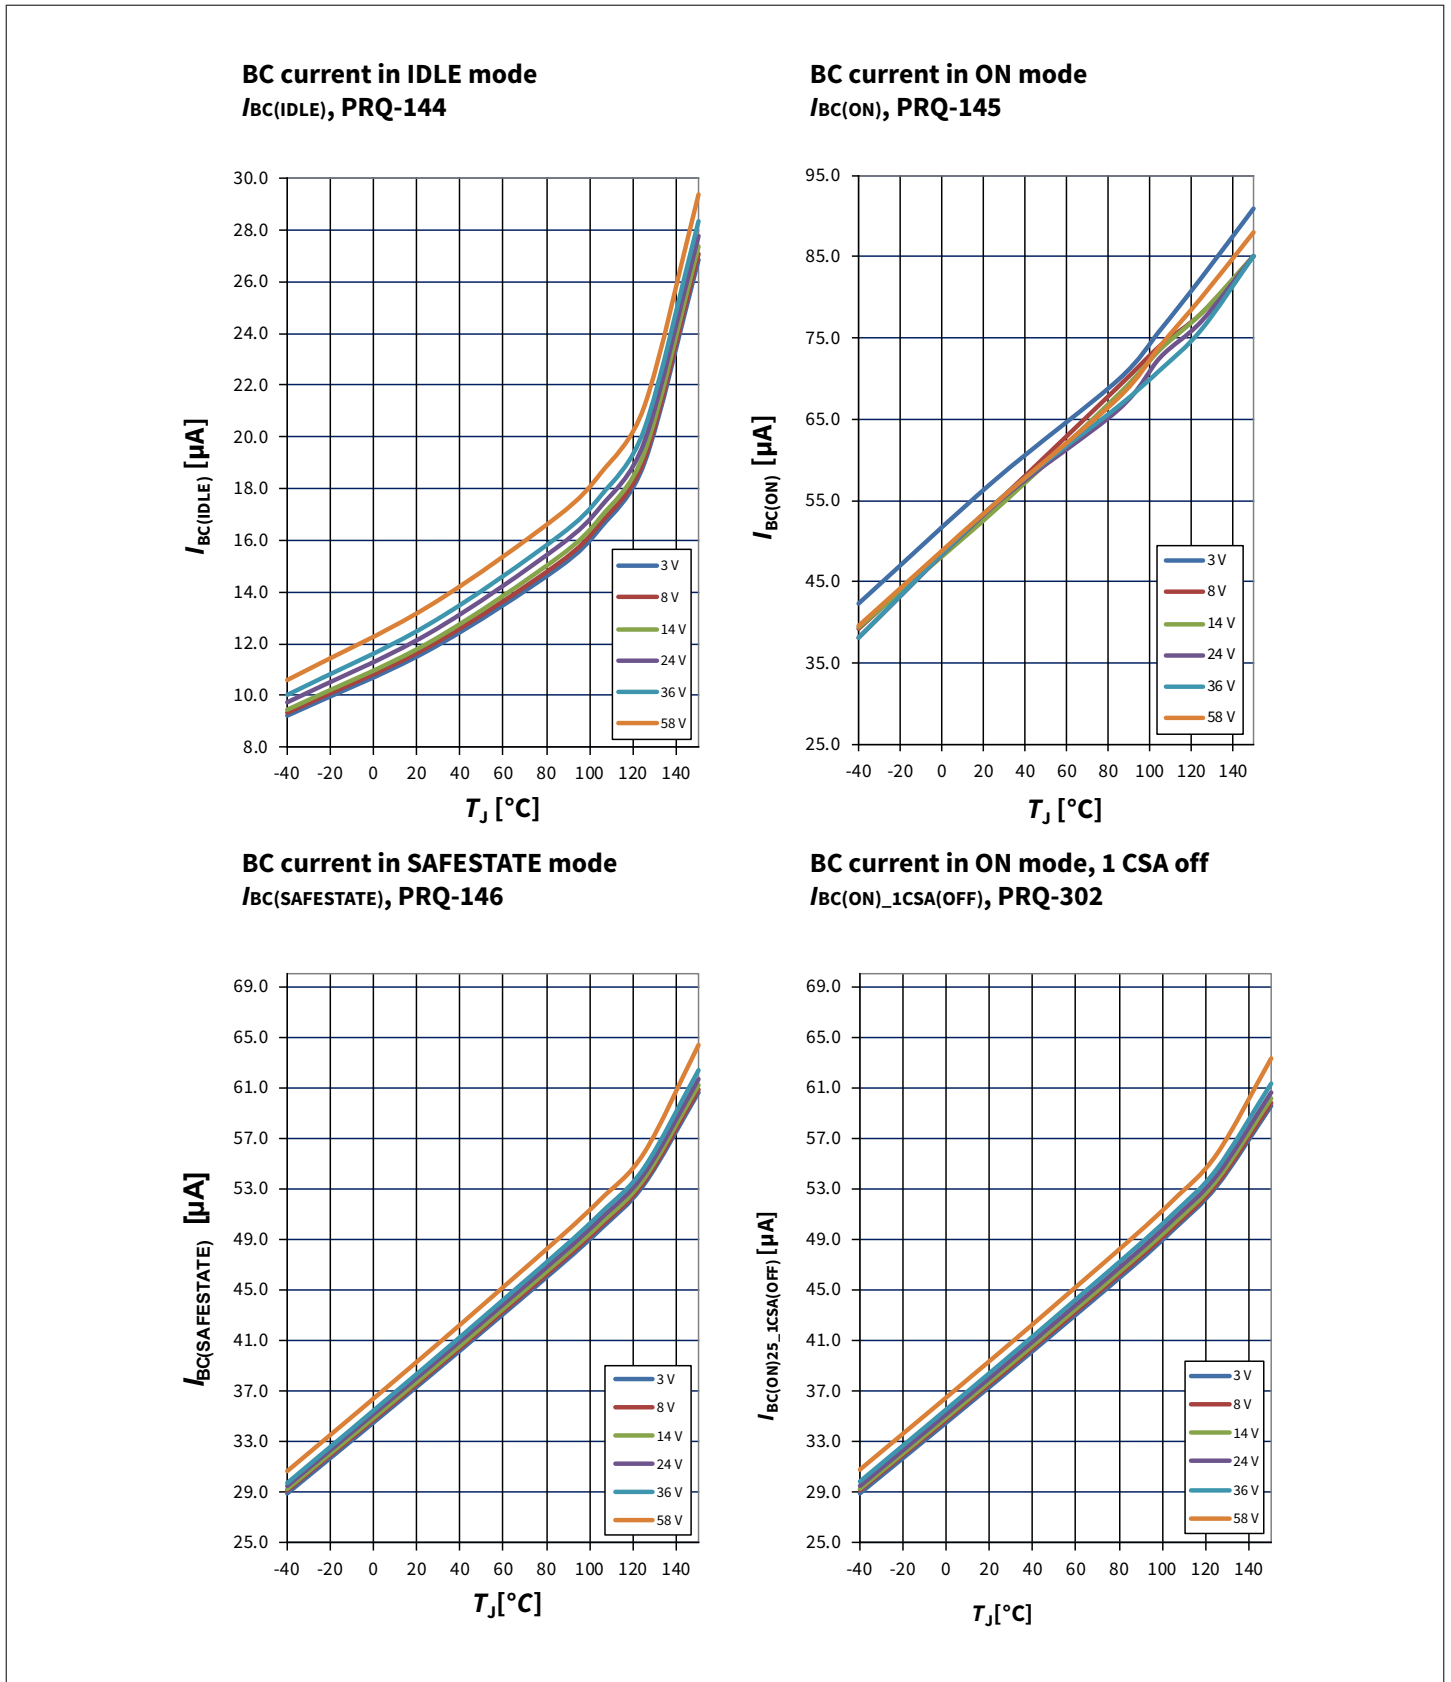 BC current in IDLE mode
IBC(IDLE), PRQ-144
30.0
28.0
26.0
24.0
22.0
20.0
18.0
16.0
14.0
12.0
10.0
8.0
IBC(IDLE) [µA]
3 V
8 V
14 V
24 V
36 V
58 V
-40 -20 0 20 40 60 80 100 120 140
TJ [°C]
BC current in ON mode
IBC(ON), PRQ-145
95.0
85.0
75.0
65.0
55.0
45.0
35.0
25.0
IBC(ON) [µA]
3 V
8 V
14 V
24 V
36 V
58 V
-40 -20 0 20 40 60 80 100 120 140
TJ [°C]
BC current in SAFESTATE mode
IBC(SAFESTATE), PRQ-146
69.0
65.0
61.0
57.0
53.0
49.0
45.0
41.0
37.0
33.0
29.0
25.0
IBC(SAFESTATE) [µA]
3 V
8 V
14 V
24 V
36 V
58 V
-40 -20 0 20 40 60 80 100 120 140
TJ[°C]
BC current in ON mode, 1 CSA off
IBC(ON)_1CSA(OFF), PRQ-302
69.0
65.0
61.0
57.0
53.0
49.0
45.0
41.0
37.0
33.0
29.0
25.0
IBC(ON)25_1CSA(OFF) [µA]
3 V
8 V
14 V
24 V
36 V
58 V
-40 -20 0 20 40 60 80 100 120 140
TJ[°C]